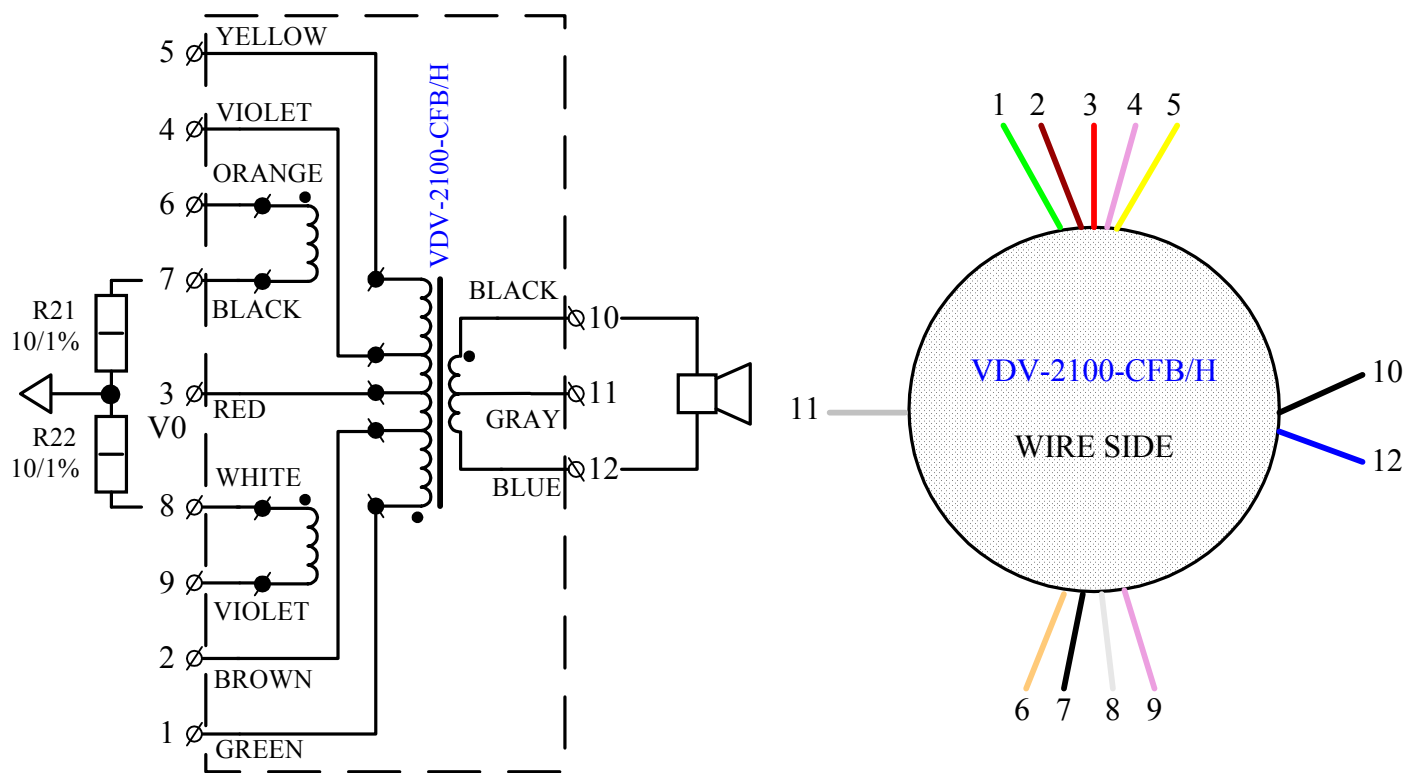 5
YELLOW
4
VIOLET
ORANGE
6
7
BLACK
R21
10/1%
3
RED
V0
R22
10/1%
WHITE
8
9
VIOLET
2
BROWN
1
GREEN
VDV-2100-CFB/H
BLACK
10
11
GRAY
12
BLUE
1
2
3
4
5
VDV-2100-CFB/H
WIRE SIDE
10
11
12
6
7
8
9